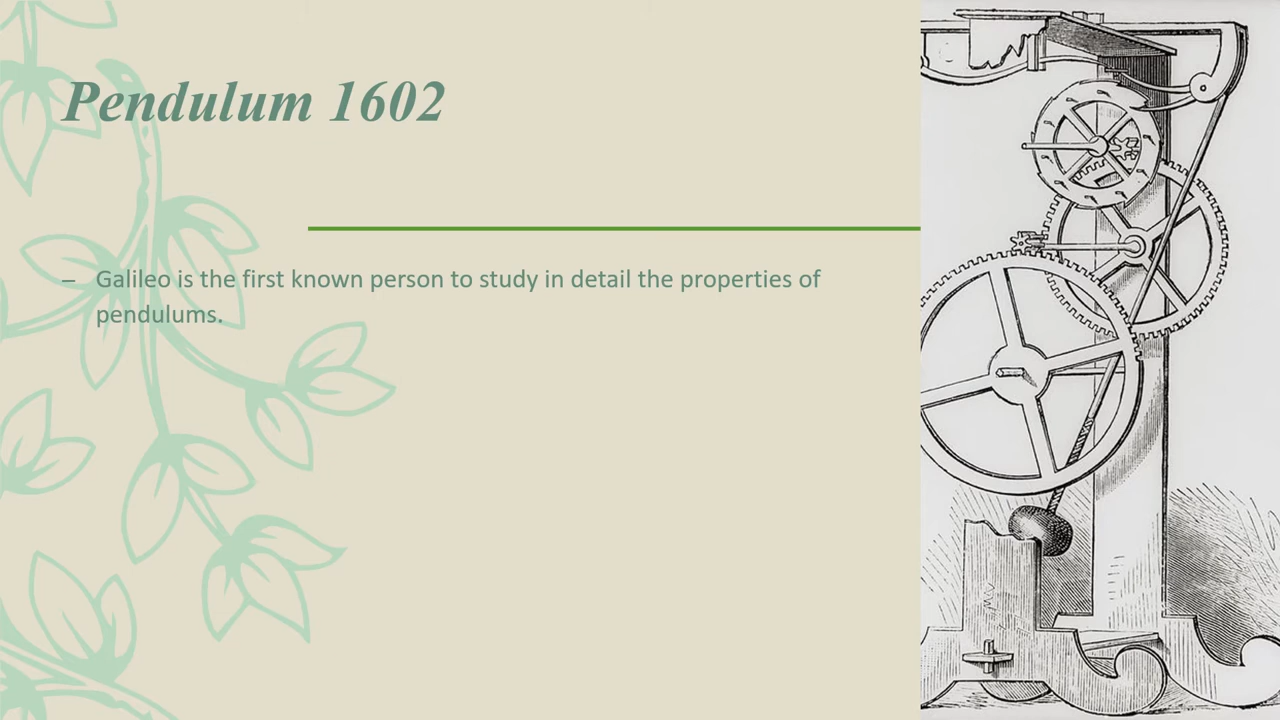 Pendulum 1602
– Galileo is the first known person to study in detail the properties of
pendulums.